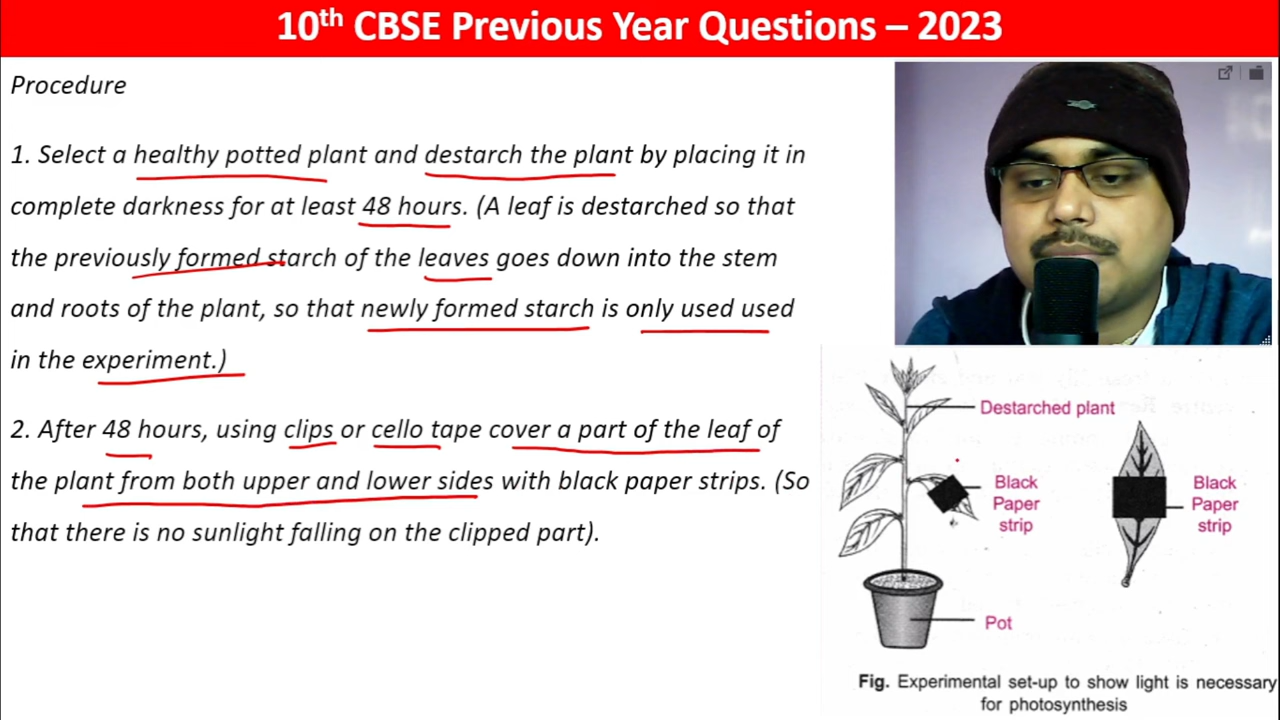 10th CBSE Previous Year Questions – 2023
Procedure
1. Select a healthy potted plant and destarch the plant by placing it in
complete darkness for at least 48 hours. (A leaf is destarched so that
the previously formed starch of the leaves goes down into the stem
and roots of the plant, so that newly formed starch is only used used
in the experiment.)
2. After 48 hours, using clips or cello tape cover a part of the leaf of
the plant from both upper and lower sides with black paper strips. (So
that there is no sunlight falling on the clipped part).
Destarched plant
Black
Paper
strip
Black
Paper
strip
Pot
Fig. Experimental set-up to show light is necessary
for photosynthesis